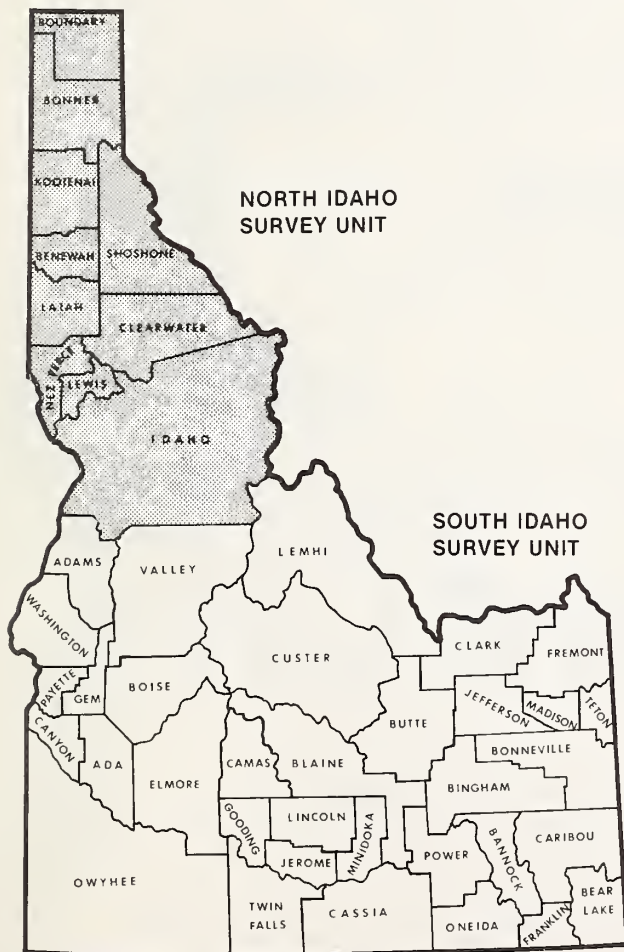 BOUNDARY
BONNER
KOOTENAI
NORTH IDAHO
SURVEY UNIT
BENEWAH
SHOSHONE
LATAH
CLEARWATER
NEZ PERCE
LEWIS
IDAHO
SOUTH IDAHO
SURVEY UNIT
ADAMS
VALLEY
LEMHI
WASHINGTON
CUSTER
CLARK
FREMONT
PAYETTE
GEM
BOISE
BUTTE
JEFFERSON
MADISON
TETON
CANYON
ADA
ELMORE
CAMAS
BLAINE
BONNEVILLE
BINGHAM
GOODING
LINCOLN
MINIDOKA
JEROME
POWER
BANNOCK
CARIBOU
OWYHEE
TWIN
FALLS
CASSIA
ONEIDA
FRANKLIN
BEAR
LAKE